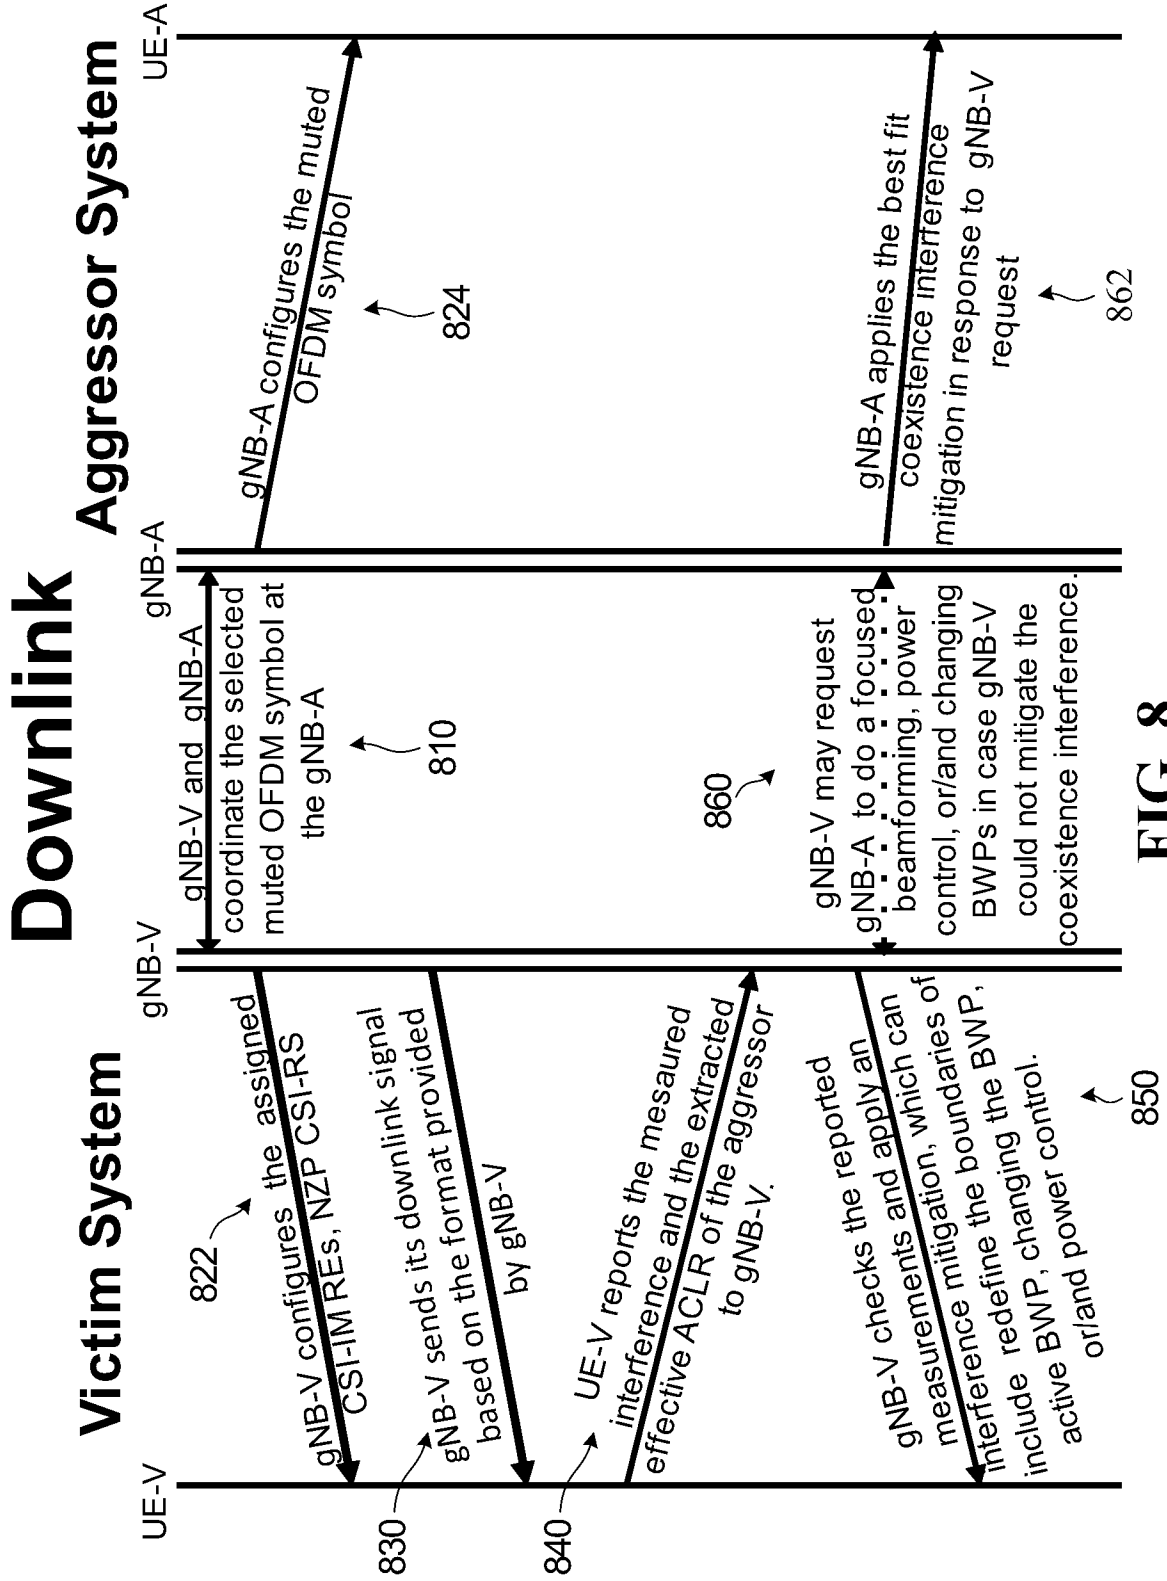 Downlink
Victim System
Aggressor System
UE-V
gNB-V
gNB-A
UE-A
gNB-V and gNB-A
coordinate the selected
muted OFDM symbol at
the gNB-A
810
822
gNB-V configures the assigned
CSI-IM REs, NZP CSI-RS
gNB-A configures the muted
OFDM symbol
824
830
gNB-V sends its downlink signal
based on the format provided
by gNB-V
840
UE-V reports the mesaured
interference and the extracted
effective ACLR of the aggressor
to gNB-V.
gNB-V checks the reported
measurements and apply an
interference mitigation, which can
include redefine the boundaries of
active BWP, changing the BWP,
or/and power control.
850
860
gNB-V may request
gNB-A to do a focused
beamforming, power
control, or/and changing
BWPs in case gNB-V
could not mitigate the
coexistence interference.
gNB-A applies the best fit
coexistence interference
mitigation in response to gNB-V
request
862
FIG. 8